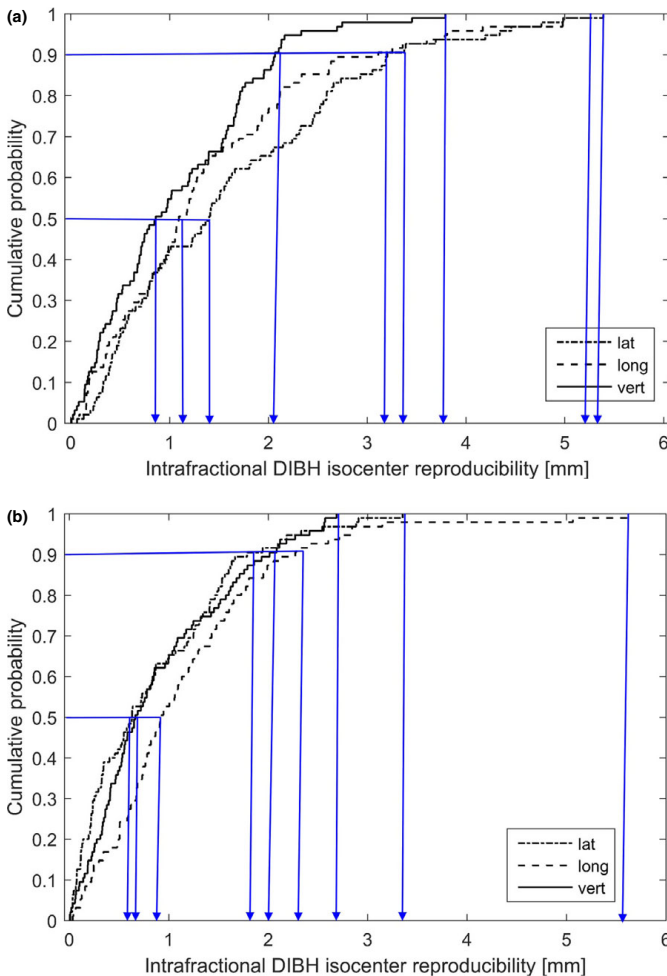 (a)
Cumulative probability
1
0.9
0.8
0.7
0.6
0.5
0.4
0.3
0.2
0.1
0
lat
long
vert
0 1 2 3 4 5 6
Intrafractional DIBH isocenter reproducibility [mm]
(b)
Cumulative probability
1
0.9
0.8
0.7
0.6
0.5
0.4
0.3
0.2
0.1
0
lat
long
vert
0 1 2 3 4 5 6
Intrafractional DIBH isocenter reproducibility [mm]